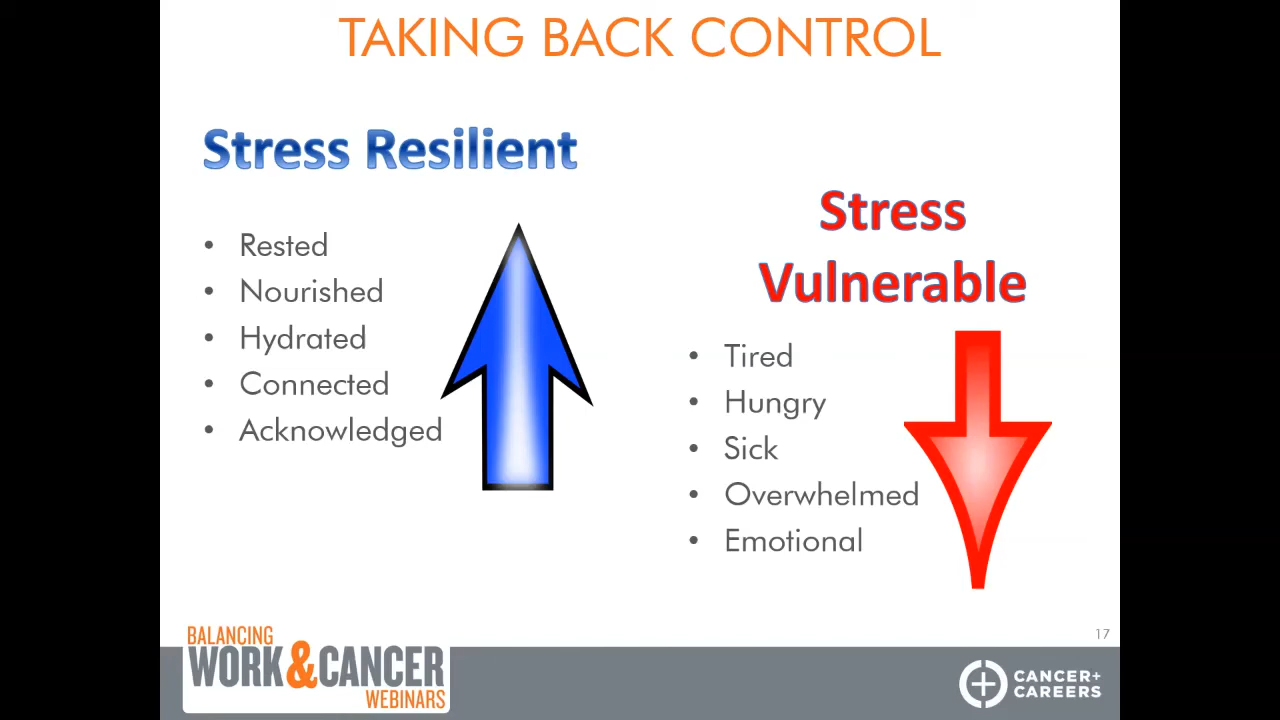 TAKING BACK CONTROL
Stress Resilient
• Rested
• Nourished
• Hydrated
• Connected
• Acknowledged
Stress
Vulnerable
• Tired
• Hungry
• Sick
• Overwhelmed
• Emotional
17
BALANCING
WORK & CANCER
WEBINARS
CANCER+
CAREERS